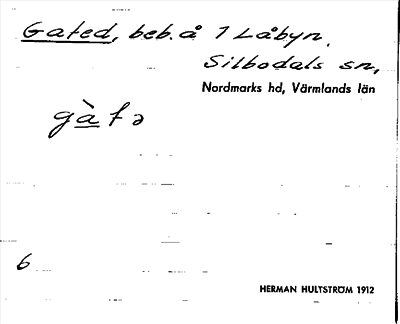 Gated, beb. å 1 Låbyn
Silbodals sn,
Nordmarks hd, Värmlands län
gàtə
6
HERMAN HULTSTRÖM 1912